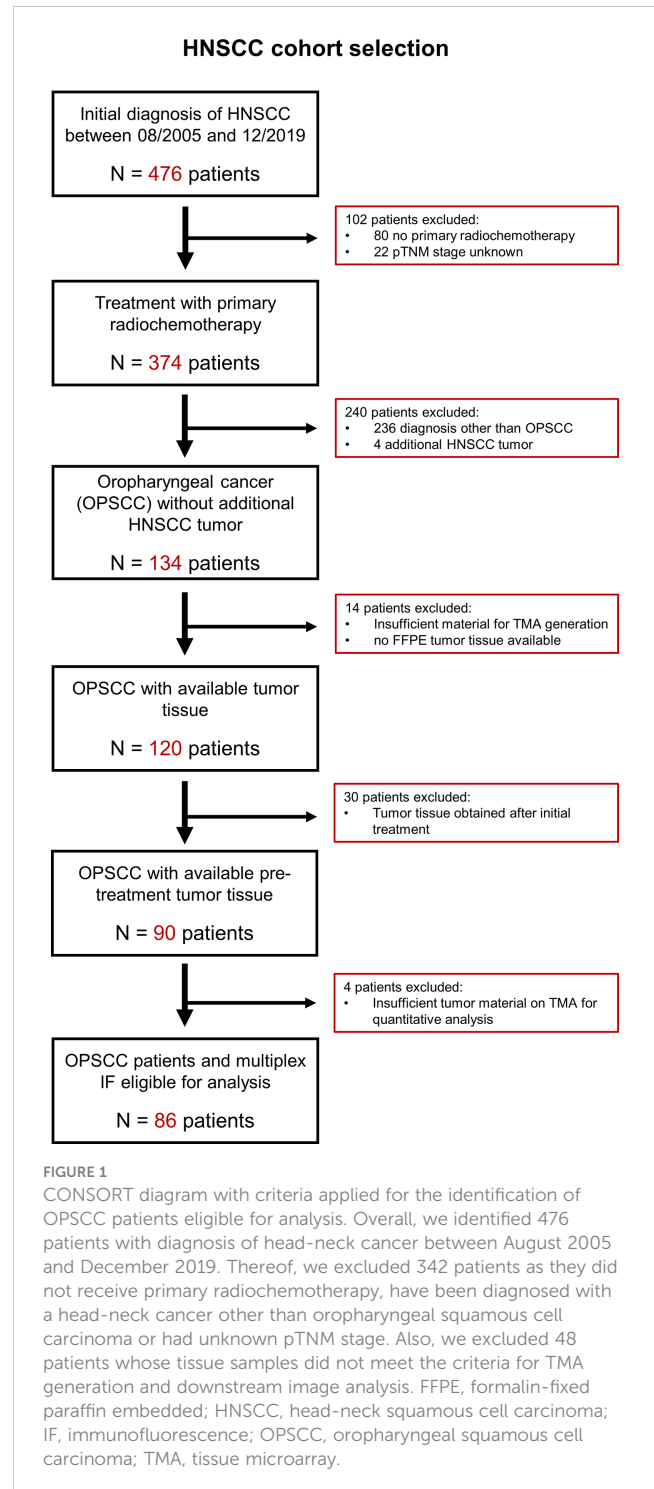 HNSCC cohort selection
Initial diagnosis of HNSCC
between 08/2005 and 12/2019
N = 476 patients
102 patients excluded:
• 80 no primary radiochemotherapy
• 22 pTNM stage unknown
Treatment with primary
radiochemotherapy
N = 374 patients
240 patients excluded:
• 236 diagnosis other than OPSCC
• 4 additional HNSCC tumor
Oropharyngeal cancer
(OPSCC) without additional
HNSCC tumor
N = 134 patients
14 patients excluded:
• Insufficient material for TMA generation
• no FFPE tumor tissue available
OPSCC with available tumor
tissue
N = 120 patients
30 patients excluded:
• Tumor tissue obtained after initial
treatment
OPSCC with available pre-
treatment tumor tissue
N = 90 patients
4 patients excluded:
• Insufficient tumor material on TMA for
quantitative analysis
OPSCC patients and multiplex
IF eligible for analysis
N = 86 patients
FIGURE 1
CONSORT diagram with criteria applied for the identification of
OPSCC patients eligible for analysis. Overall, we identified 476
patients with diagnosis of head-neck cancer between August 2005
and December 2019. Thereof, we excluded 342 patients as they did
not receive primary radiochemotherapy, have been diagnosed with
a head-neck cancer other than oropharyngeal squamous cell
carcinoma or had unknown pTNM stage. Also, we excluded 48
patients whose tissue samples did not meet the criteria for TMA
generation and downstream image analysis. FFPE, formalin-fixed
paraffin embedded; HNSCC, head-neck squamous cell carcinoma;
IF, immunofluorescence; OPSCC, oropharyngeal squamous cell
carcinoma; TMA, tissue microarray.